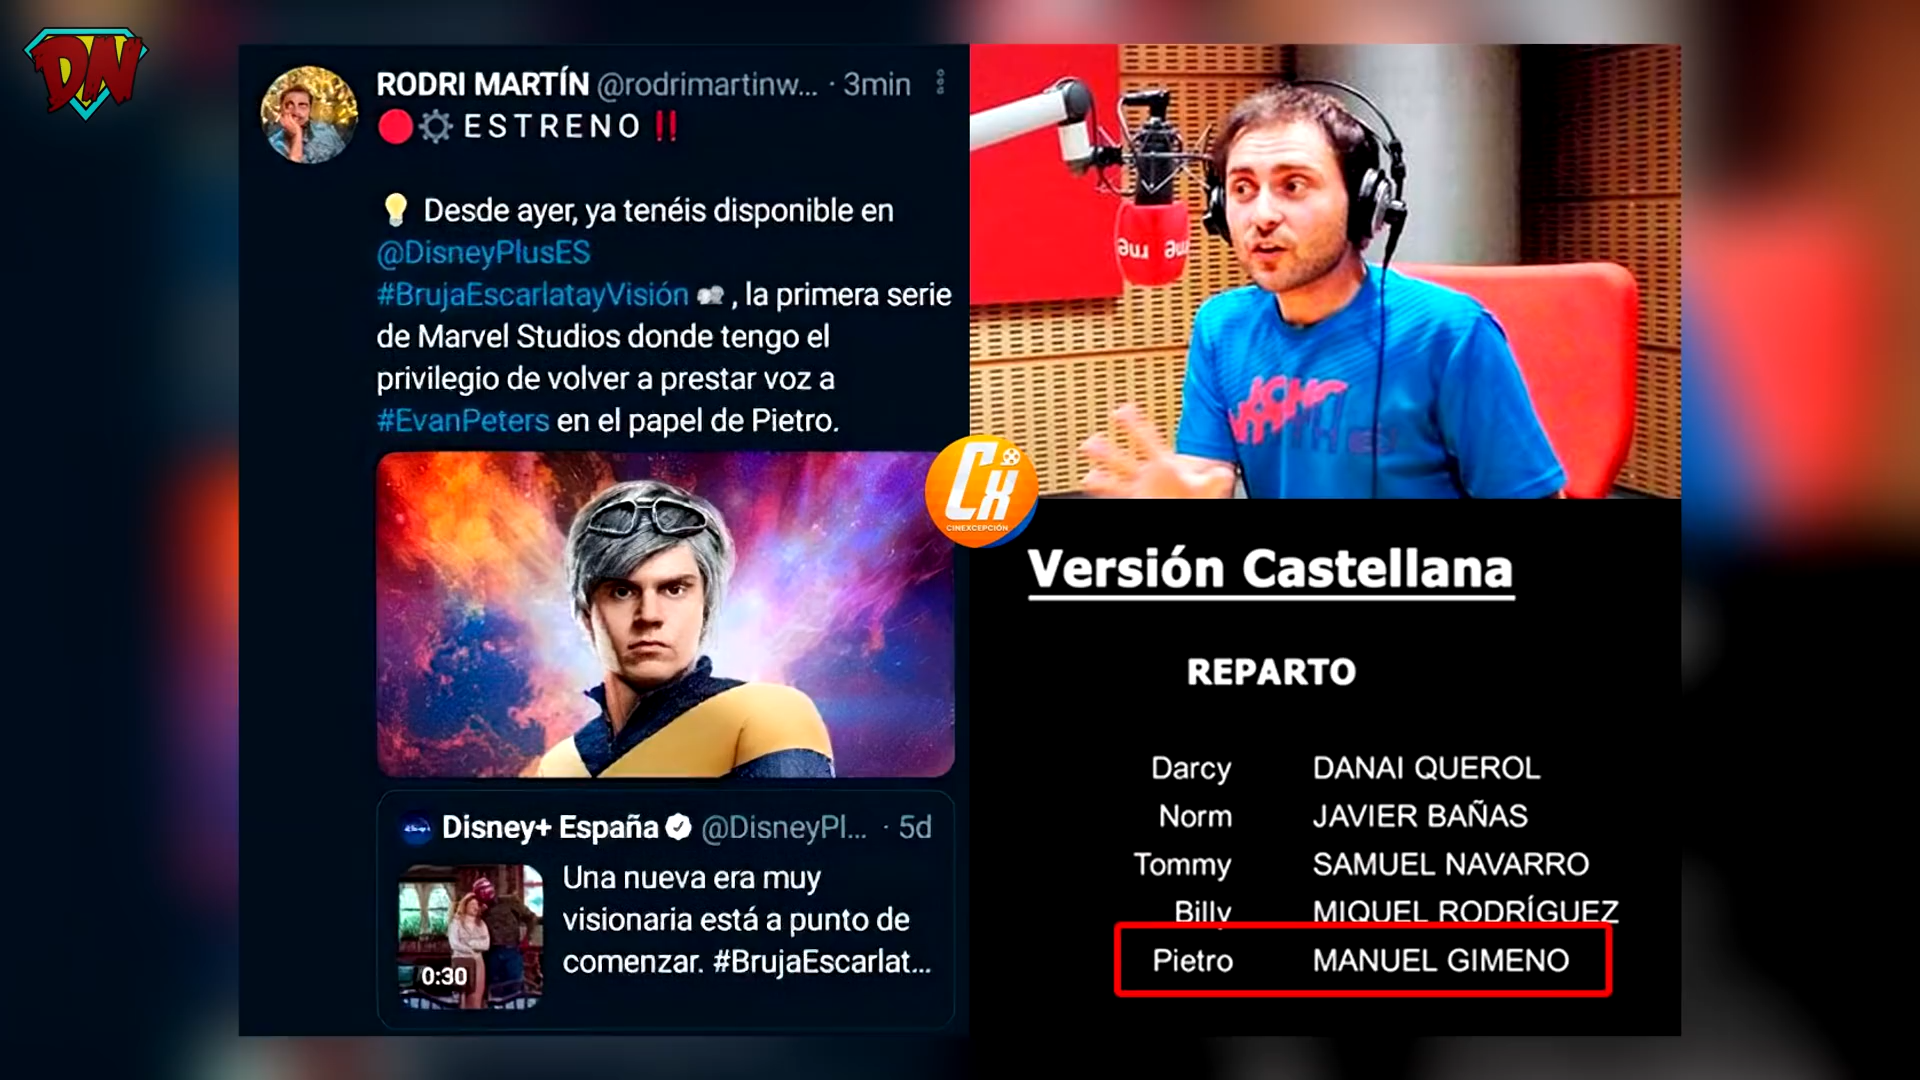 DN
RODRI MARTÍN @rodrimartinw... · 3min
ESTRENO !!
Desde ayer, ya tenéis disponible en
@DisneyPlusES
#BrujaEscarlatayVisión , la primera serie
de Marvel Studios donde tengo el
privilegio de volver a prestar voz a
#EvanPeters en el papel de Pietro.
Disney+ España @DisneyPl... · 5d
Una nueva era muy
visionaria está a punto de
comenzar. #BrujaEscarlat...
0:30
rne
Cx
CINEXCEPCIÓN
Versión Castellana
REPARTO
Darcy DANAI QUEROL
Norm JAVIER BAÑAS
Tommy SAMUEL NAVARRO
Billy MIQUEL RODRÍGUEZ
Pietro MANUEL GIMENO